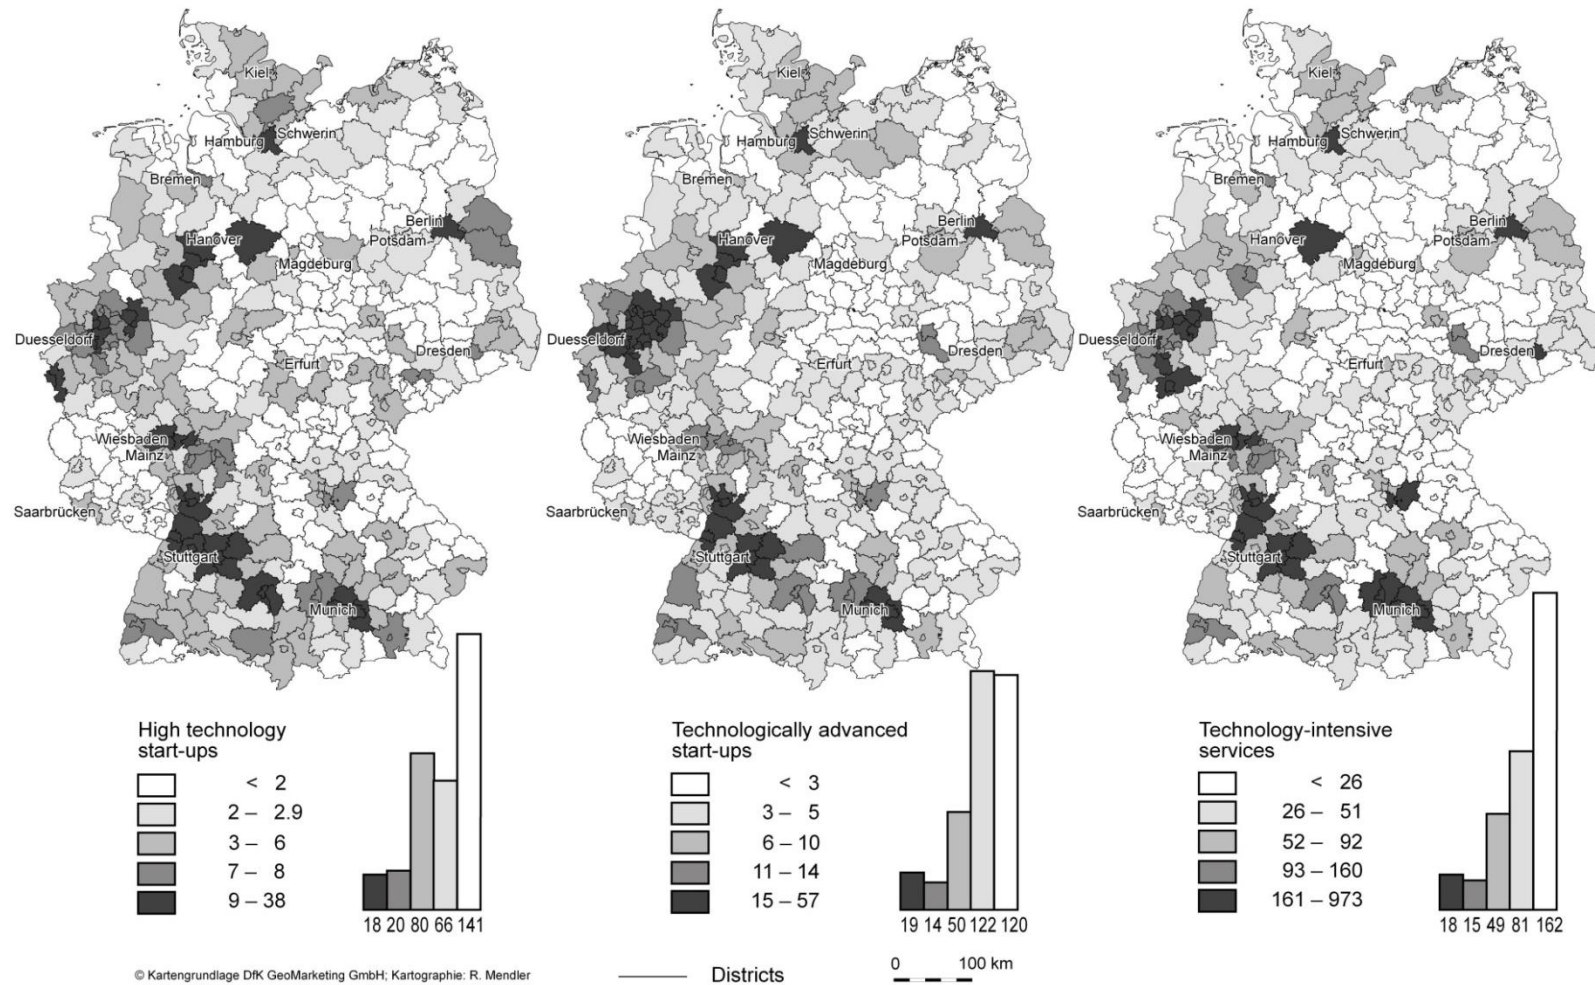 Kiel
Schwerin
Hamburg
Bremen
Berlin
Hanover
Potsdam
Magdeburg
Duesseldorf
Dresden
Erfurt
Wiesbaden
Mainz
Saarbrücken
Stuttgart
Munich
High technology
start-ups
< 2
2 – 2.9
3 – 6
7 – 8
9 – 38
18 20 80 66 141
Kiel
Schwerin
Hamburg
Bremen
Berlin
Hanover
Potsdam
Magdeburg
Duesseldorf
Dresden
Erfurt
Wiesbaden
Mainz
Saarbrücken
Stuttgart
Munich
Technologically advanced
start-ups
< 3
3 – 5
6 – 10
11 – 14
15 – 57
19 14 50 122 120
Kiel
Schwerin
Hamburg
Bremen
Berlin
Hanover
Potsdam
Magdeburg
Duesseldorf
Dresden
Erfurt
Wiesbaden
Mainz
Saarbrücken
Stuttgart
Munich
Technology-intensive
services
< 26
26 – 51
52 – 92
93 – 160
161 – 973
18 15 49 81 162
© Kartengrundlage DfK GeoMarketing GmbH; Kartographie: R. Mendler
Districts
0 100 km